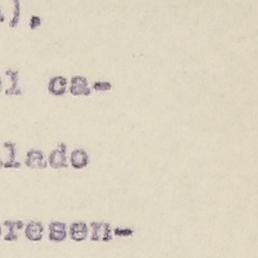 ).
l ca-
lado
resen-